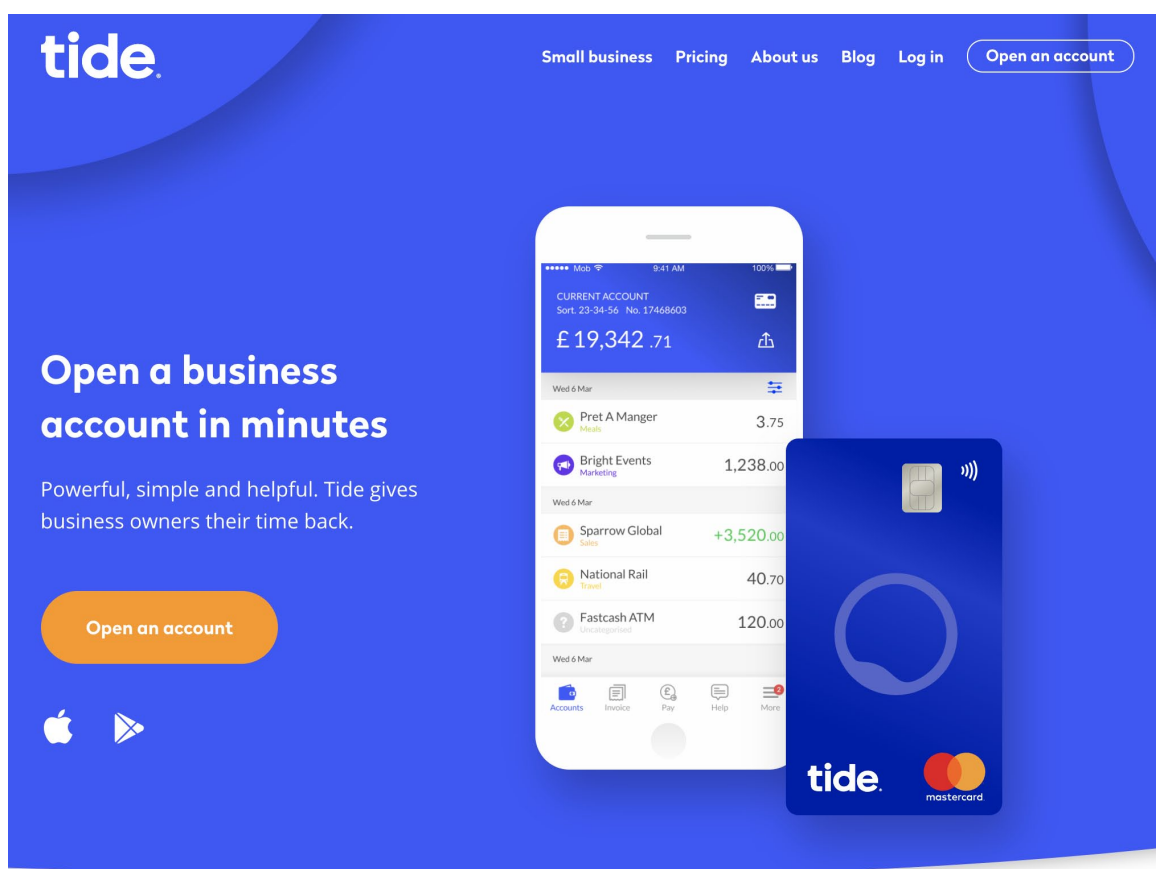 tide.
Small business Pricing About us Blog Log in Open an account
Open a business
account in minutes
Powerful, simple and helpful. Tide gives
business owners their time back.
Open an account
Mob 9:41 AM 100%
CURRENT ACCOUNT
Sort. 23-34-56 No. 17468603
£19,342.71
Wed 6 Mar
Pret A Manger 3.75
Meals
Bright Events 1,238.00
Marketing
Wed 6 Mar
Sparrow Global +3,520.00
Sales
National Rail 40.70
Travel
Fastcash ATM 120.00
Uncategorised
Wed 6 Mar
2
Accounts Invoice Pay Help More
tide.
mastercard.